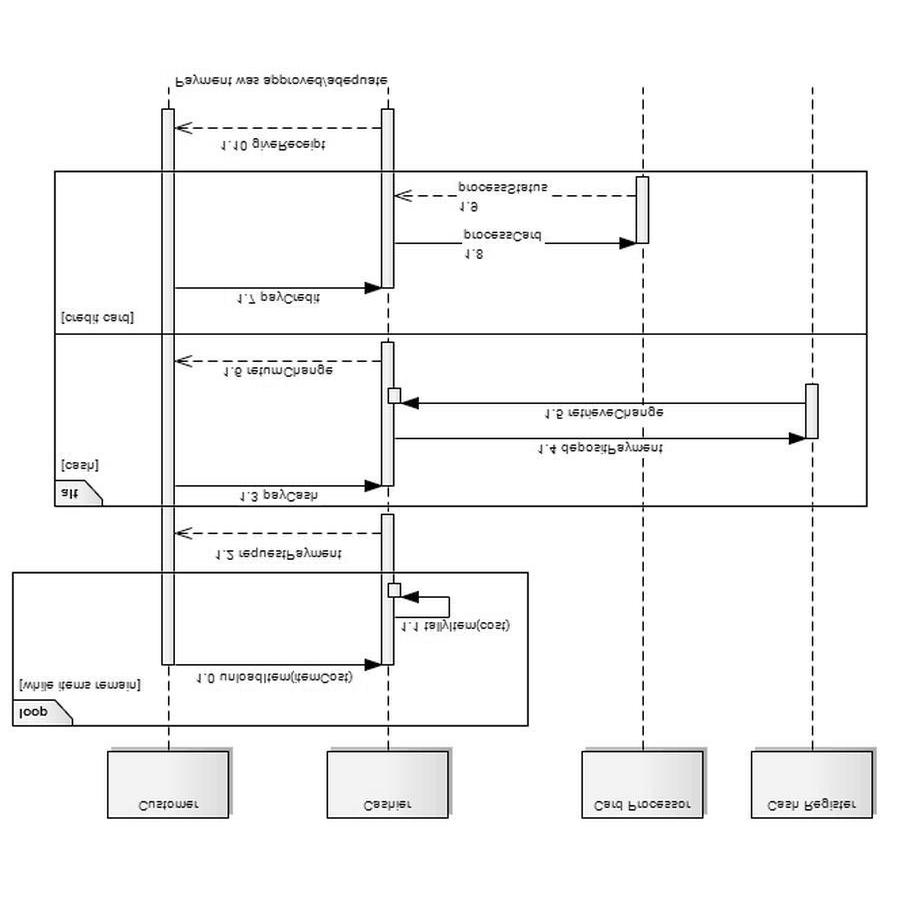 Customer
Cashier
Card Processor
Cash Register
loop
[while items remain]
1.0 unloadItem(itemCost)
1.1 tallyItem(cost)
1.2 requestPayment
alt
[cash]
1.3 payCash
1.4 depositPayment
1.5 retrieveChange
1.6 returnChange
[credit card]
1.7 payCredit
1.8
processCard
1.9
processStatus
1.10 giveReceipt
Payment was approved/adequate